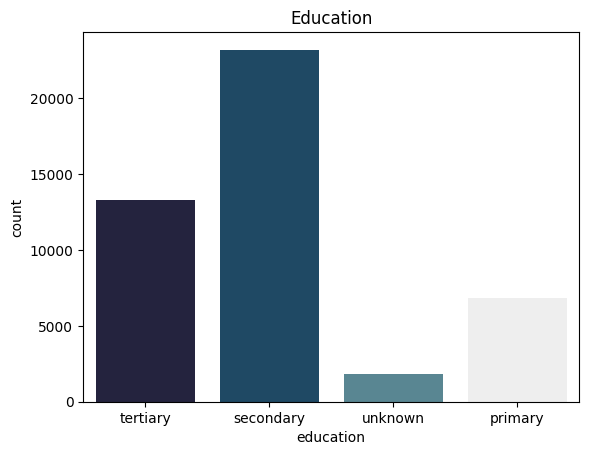 Education
20000
15000
10000
5000
0
count
tertiary secondary unknown primary
education